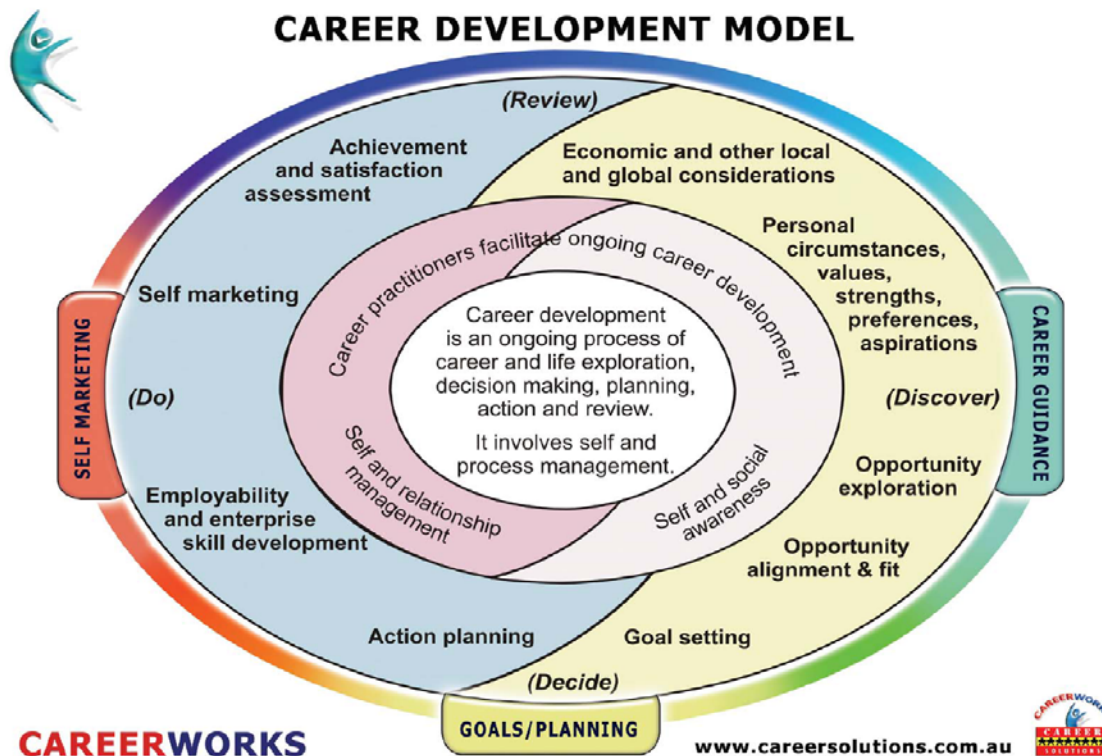 CAREER DEVELOPMENT MODEL
(Review)
Achievement
and satisfaction
assessment
Economic and other local
and global considerations
Personal
circumstances,
values,
strengths,
preferences,
aspirations
Career practitioners facilitate ongoing career development
Self marketing
Career development
is an ongoing process of
career and life exploration,
decision making, planning,
action and review.
It involves self and
process management.
SELF MARKETING
(Do)
(Discover)
CAREER GUIDANCE
Self and relationship
management
Self and social
awareness
Employability
and enterprise
skill development
Opportunity
exploration
Opportunity
alignment & fit
Action planning
Goal setting
(Decide)
GOALS/PLANNING
CAREERWORKS
www.careersolutions.com.au
CAREERWORKS
CAREER
SOLUTIONS